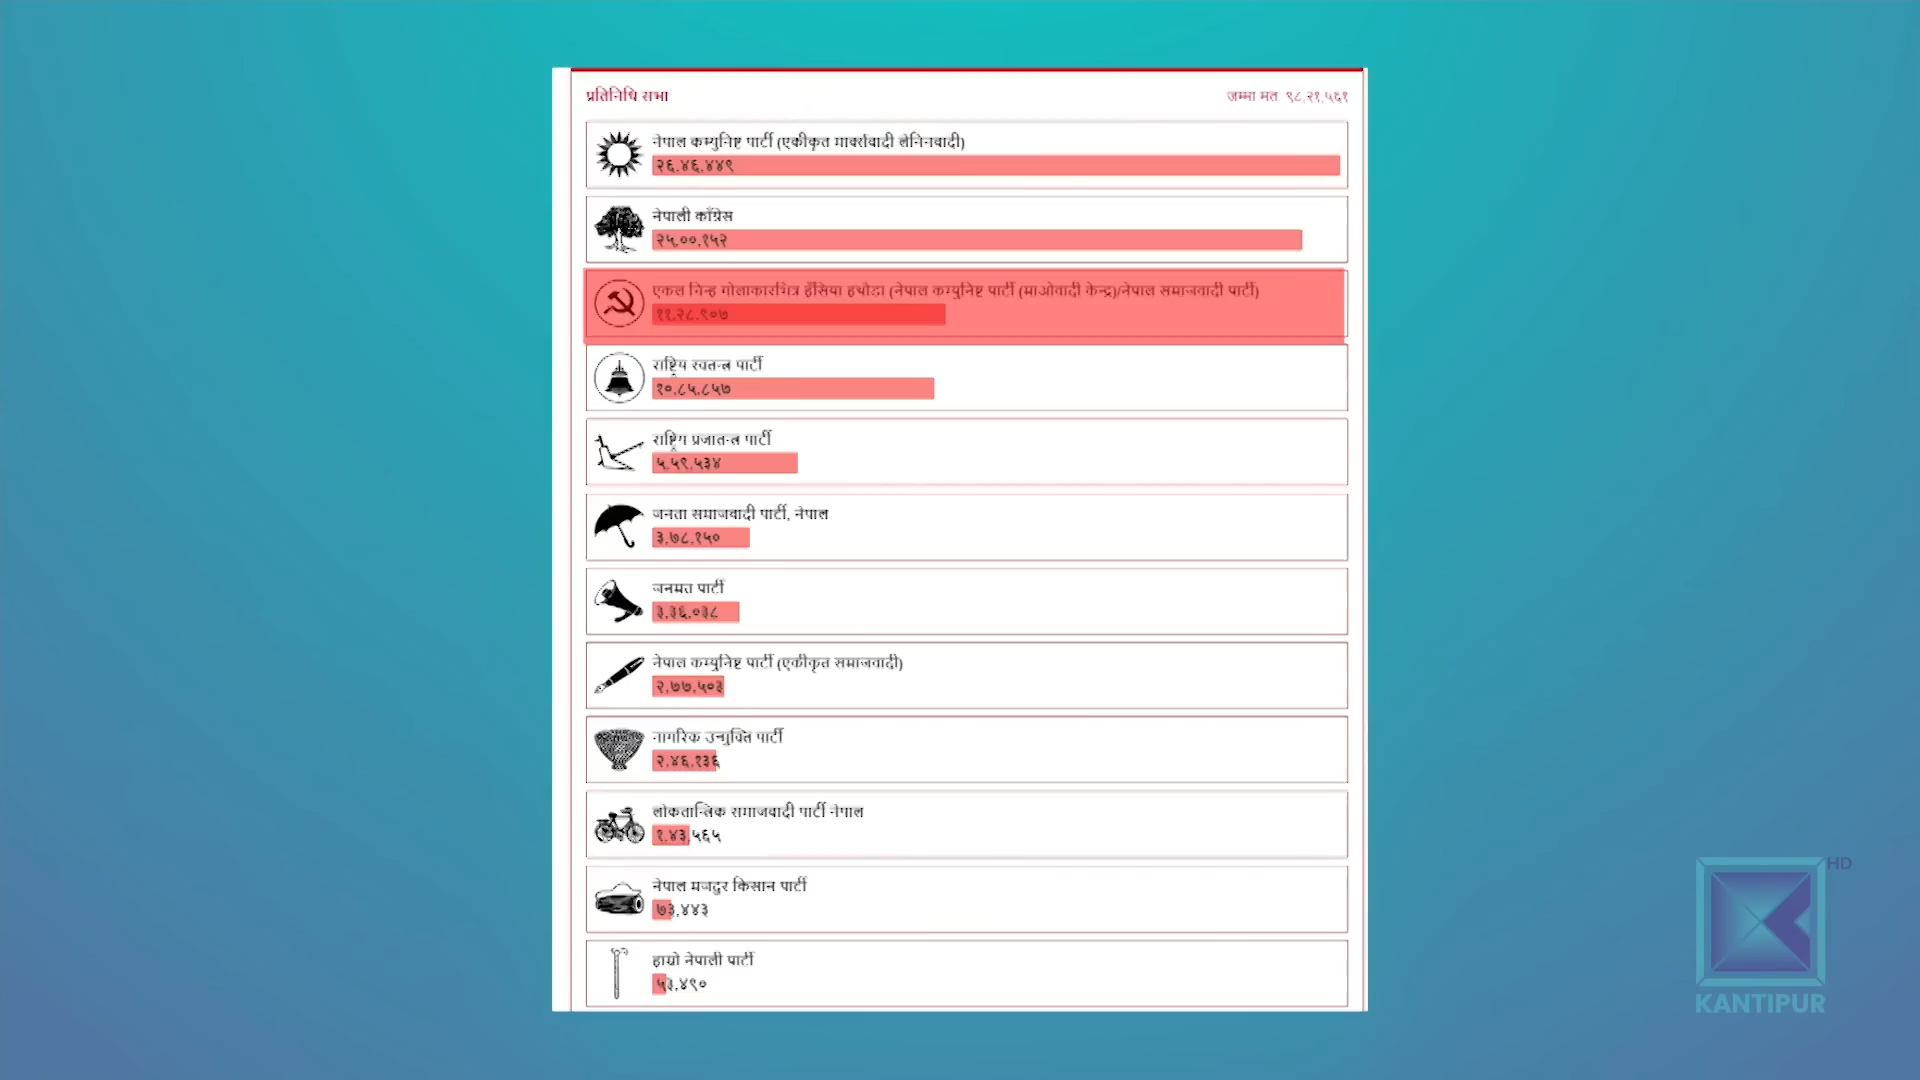 प्रतिनिधि सभा
जम्मा मत ९८,२१,५६१
नेपाल कम्युनिष्ट पार्टी (एकीकृत मार्क्सवादी लेनिनवादी)
२६,४६,४४९
नेपाली काँग्रेस
२५,००,१५२
एकल चिन्ह गोलाकारभित्र हँसिया हथौडा (नेपाल कम्युनिष्ट पार्टी (माओवादी केन्द्र)/नेपाल समाजवादी पार्टी)
११,२८,९०७
राष्ट्रिय स्वतन्त्र पार्टी
१०,८५,८५७
राष्ट्रिय प्रजातन्त्र पार्टी
५,५९,५३४
जनता समाजवादी पार्टी, नेपाल
३,७८,१५०
जनमत पार्टी
३,३६,०३८
नेपाल कम्युनिष्ट पार्टी (एकीकृत समाजवादी)
२,७७,५०३
नागरिक उन्मुक्ति पार्टी
२,४६,१३६
लोकतान्त्रिक समाजवादी पार्टी नेपाल
१,४३,५६५
नेपाल मजदुर किसान पार्टी
७३,४४३
हाम्रो नेपाली पार्टी
५३,४९०
HD
KANTIPUR